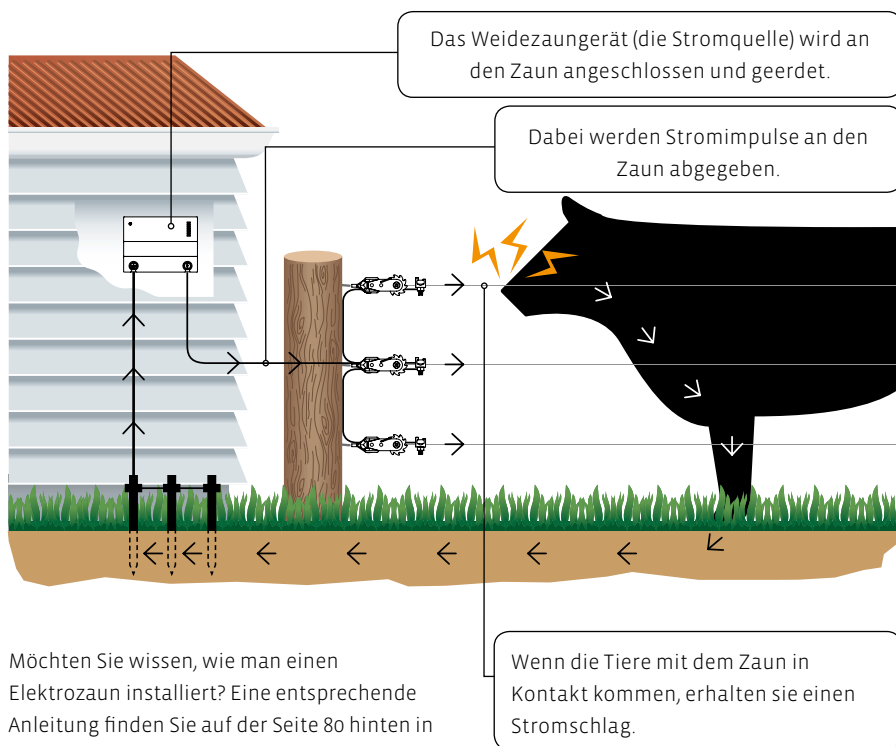 Das Weidezaungerät (die Stromquelle) wird an
den Zaun angeschlossen und geerdet.
Dabei werden Stromimpulse an den
Zaun abgegeben.
Möchten Sie wissen, wie man einen
Elektrozaun installiert? Eine entsprechende
Anleitung finden Sie auf der Seite 80 hinten in
Wenn die Tiere mit dem Zaun in
Kontakt kommen, erhalten sie einen
Stromschlag.